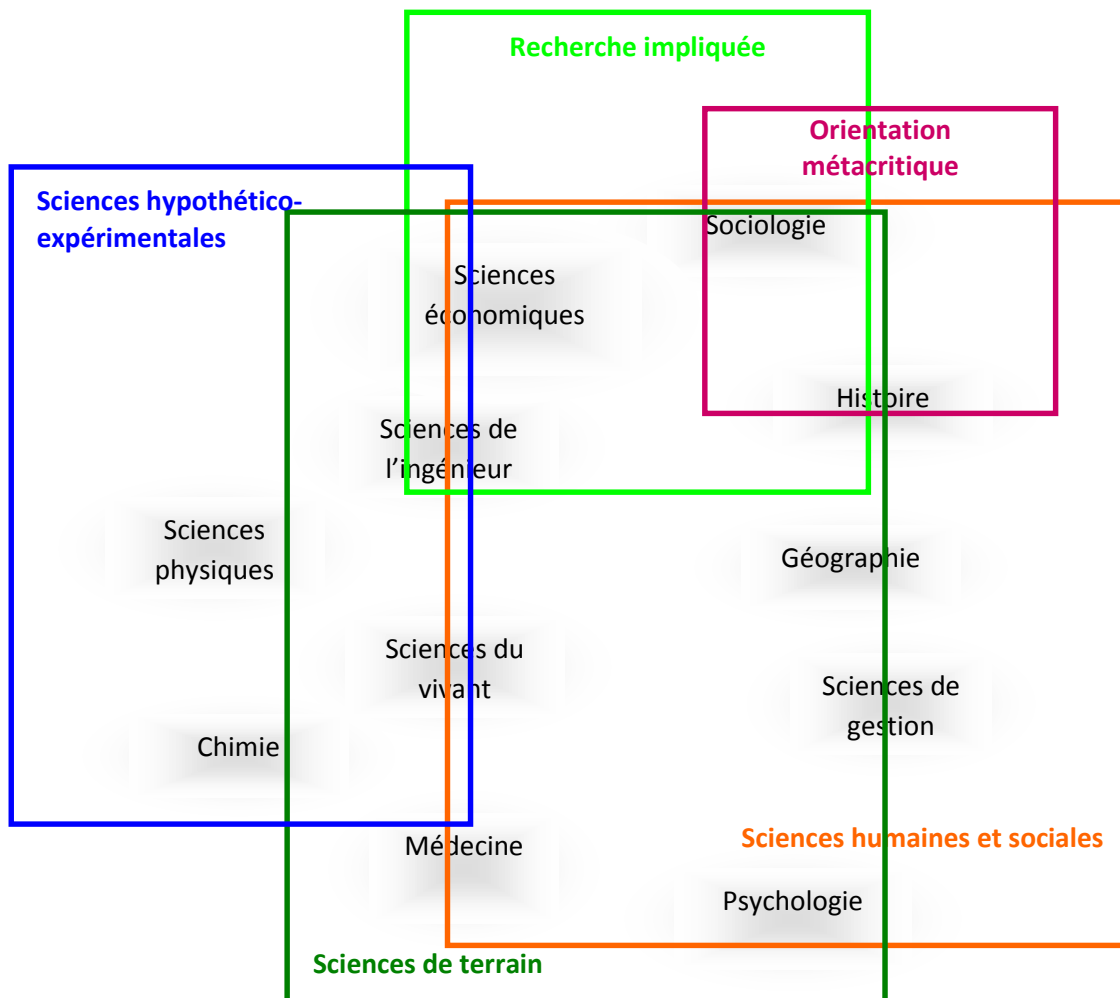 Recherche impliquée
Orientation
métacritique
Sciences hypothético-
expérimentales
Sociologie
Sciences
économiques
Histoire
Sciences de
l’ingénieur
Sciences
physiques
Géographie
Sciences du
vivant
Sciences de
gestion
Chimie
Médecine
Sciences humaines et sociales
Psychologie
Sciences de terrain